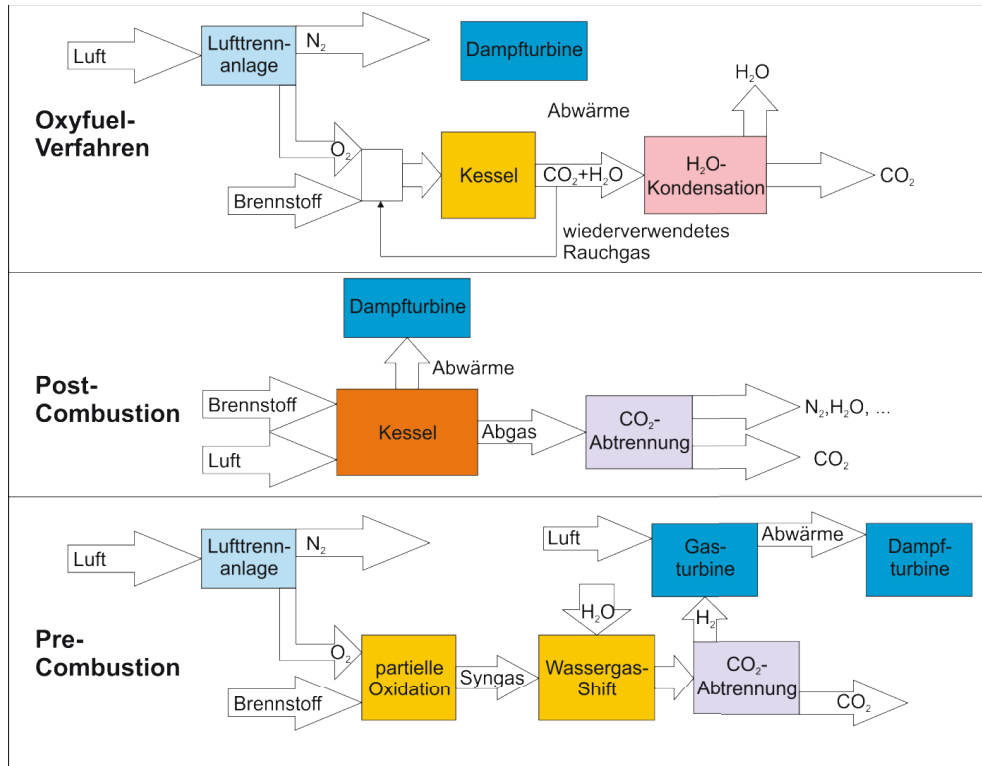 Luft
Lufttrenn-
anlage
N₂
Dampfturbine
H₂O
Oxyfuel-
Verfahren
O₂
Abwärme
Brennstoff
Kessel
CO₂+H₂O
H₂O-
Kondensation
CO₂
wiederverwendetes
Rauchgas
Dampfturbine
Abwärme
Post-
Combustion
Brennstoff
Luft
Kessel
Abgas
CO₂-
Abtrennung
N₂,H₂O, ...
CO₂
Luft
Lufttrenn-
anlage
N₂
Luft
Gas-
turbine
Abwärme
Dampf-
turbine
Pre-
Combustion
O₂
Brennstoff
partielle
Oxidation
Syngas
H₂O
Wassergas-
Shift
H₂
CO₂-
Abtrennung
CO₂